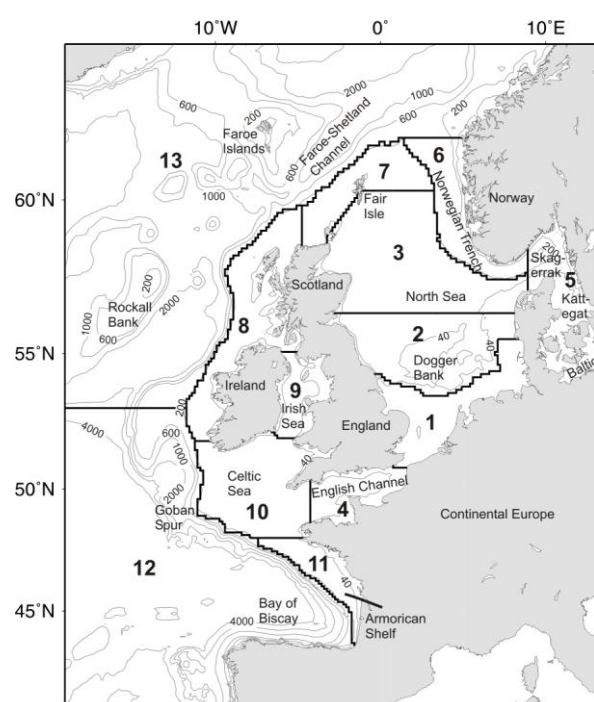 10°W
0°
10°E
2000
600
1000
2000
1000
600
200
200
Faroe
Islands
Faroe-Shetland
Channel
600
6
13
7
1000
Norwegian Trench
60°N
Fair
Isle
Norway
3
200
Skag-
errak
5
Scotland
200
2000
Rockall
Bank
North Sea
Katt-
egat
1000
600
8
2
40
40
55°N
Dogger
Bank
Baltic
Ireland
9
Irish
Sea
200
England
1
4000
600
1000
40
Celtic
Sea
English Channel
2000
50°N
Goban
Spur
10
4
Continental Europe
11
12
40
Bay of
Biscay
45°N
4000
Armorican
Shelf